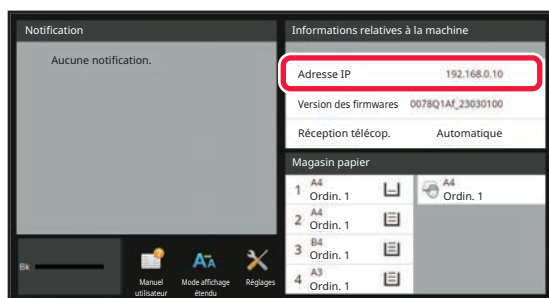 Notification
Aucune notification.
Informations relatives à la machine
Adresse IP 192.168.0.10
Version des firmwares 0078Q1Af_23030100
Réception télécop. Automatique
Magasin papier
1 A4
Ordin. 1
A4
Ordin. 1
2 A4
Ordin. 1
3 B4
Ordin. 1
4 A3
Ordin. 1
Bk
Manuel
utilisateur
Mode affichage
étendu
Réglages